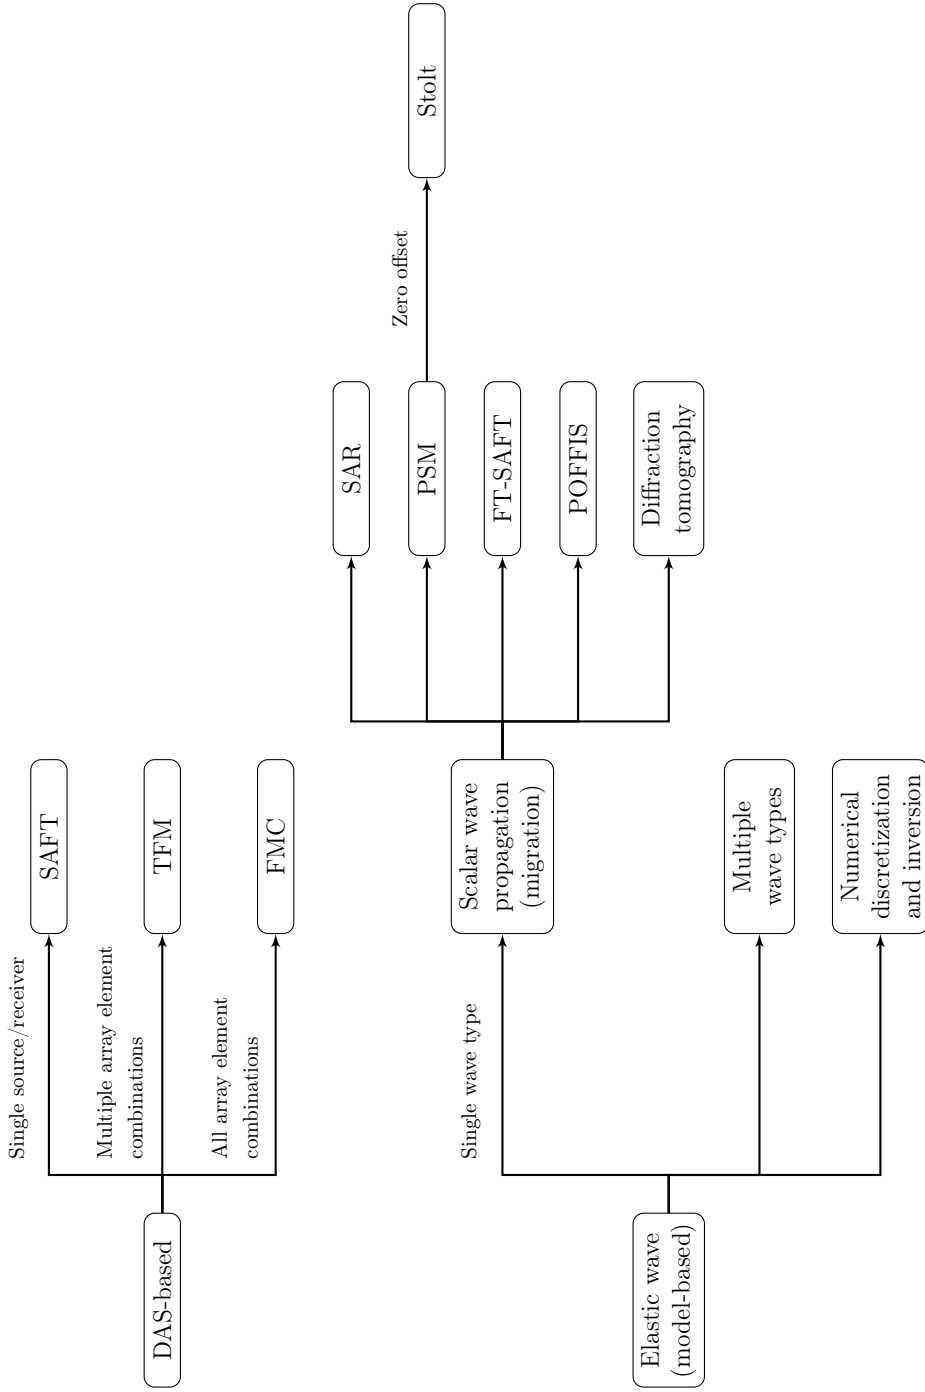 DAS-based
Single source/receiver
SAFT
Multiple array element
combinations
TFM
All array element
combinations
FMC
Elastic wave
(model-based)
Single wave type
Scalar wave
propagation
(migration)
SAR
PSM
Zero offset
Stolt
FT-SAFT
POFFIS
Diffraction
tomography
Multiple
wave types
Numerical
discretization
and inversion